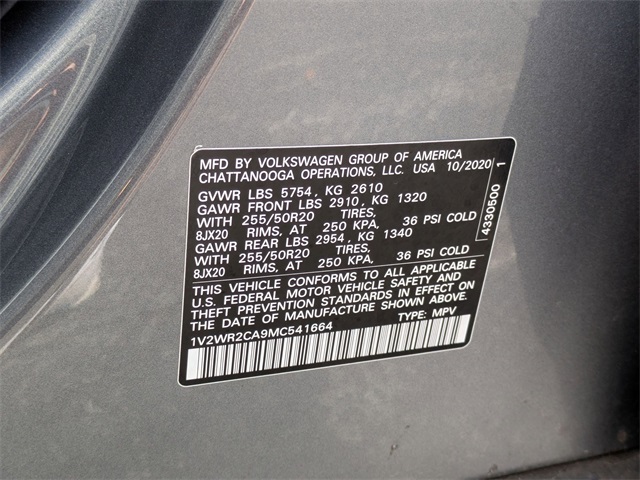 MFD BY VOLKSWAGEN GROUP OF AMERICA
CHATTANOOGA OPERATIONS, LLC. USA 10/2020
GVWR LBS 5754, KG 2610
GAWR FRONT LBS 2910, KG 1320
WITH 255/50R20 TIRES,
8JX20 RIMS, AT 250 KPA, 36 PSI COLD
GAWR REAR LBS 2954, KG 1340
WITH 255/50R20 TIRES,
8JX20 RIMS, AT 250 KPA, 36 PSI COLD
THIS VEHICLE CONFORMS TO ALL APPLICABLE
U.S. FEDERAL MOTOR VEHICLE SAFETY AND
THEFT PREVENTION STANDARDS IN EFFECT ON
THE DATE OF MANUFACTURE SHOWN ABOVE.
1V2WR2CA9MC541664 TYPE: MPV
4330500 1